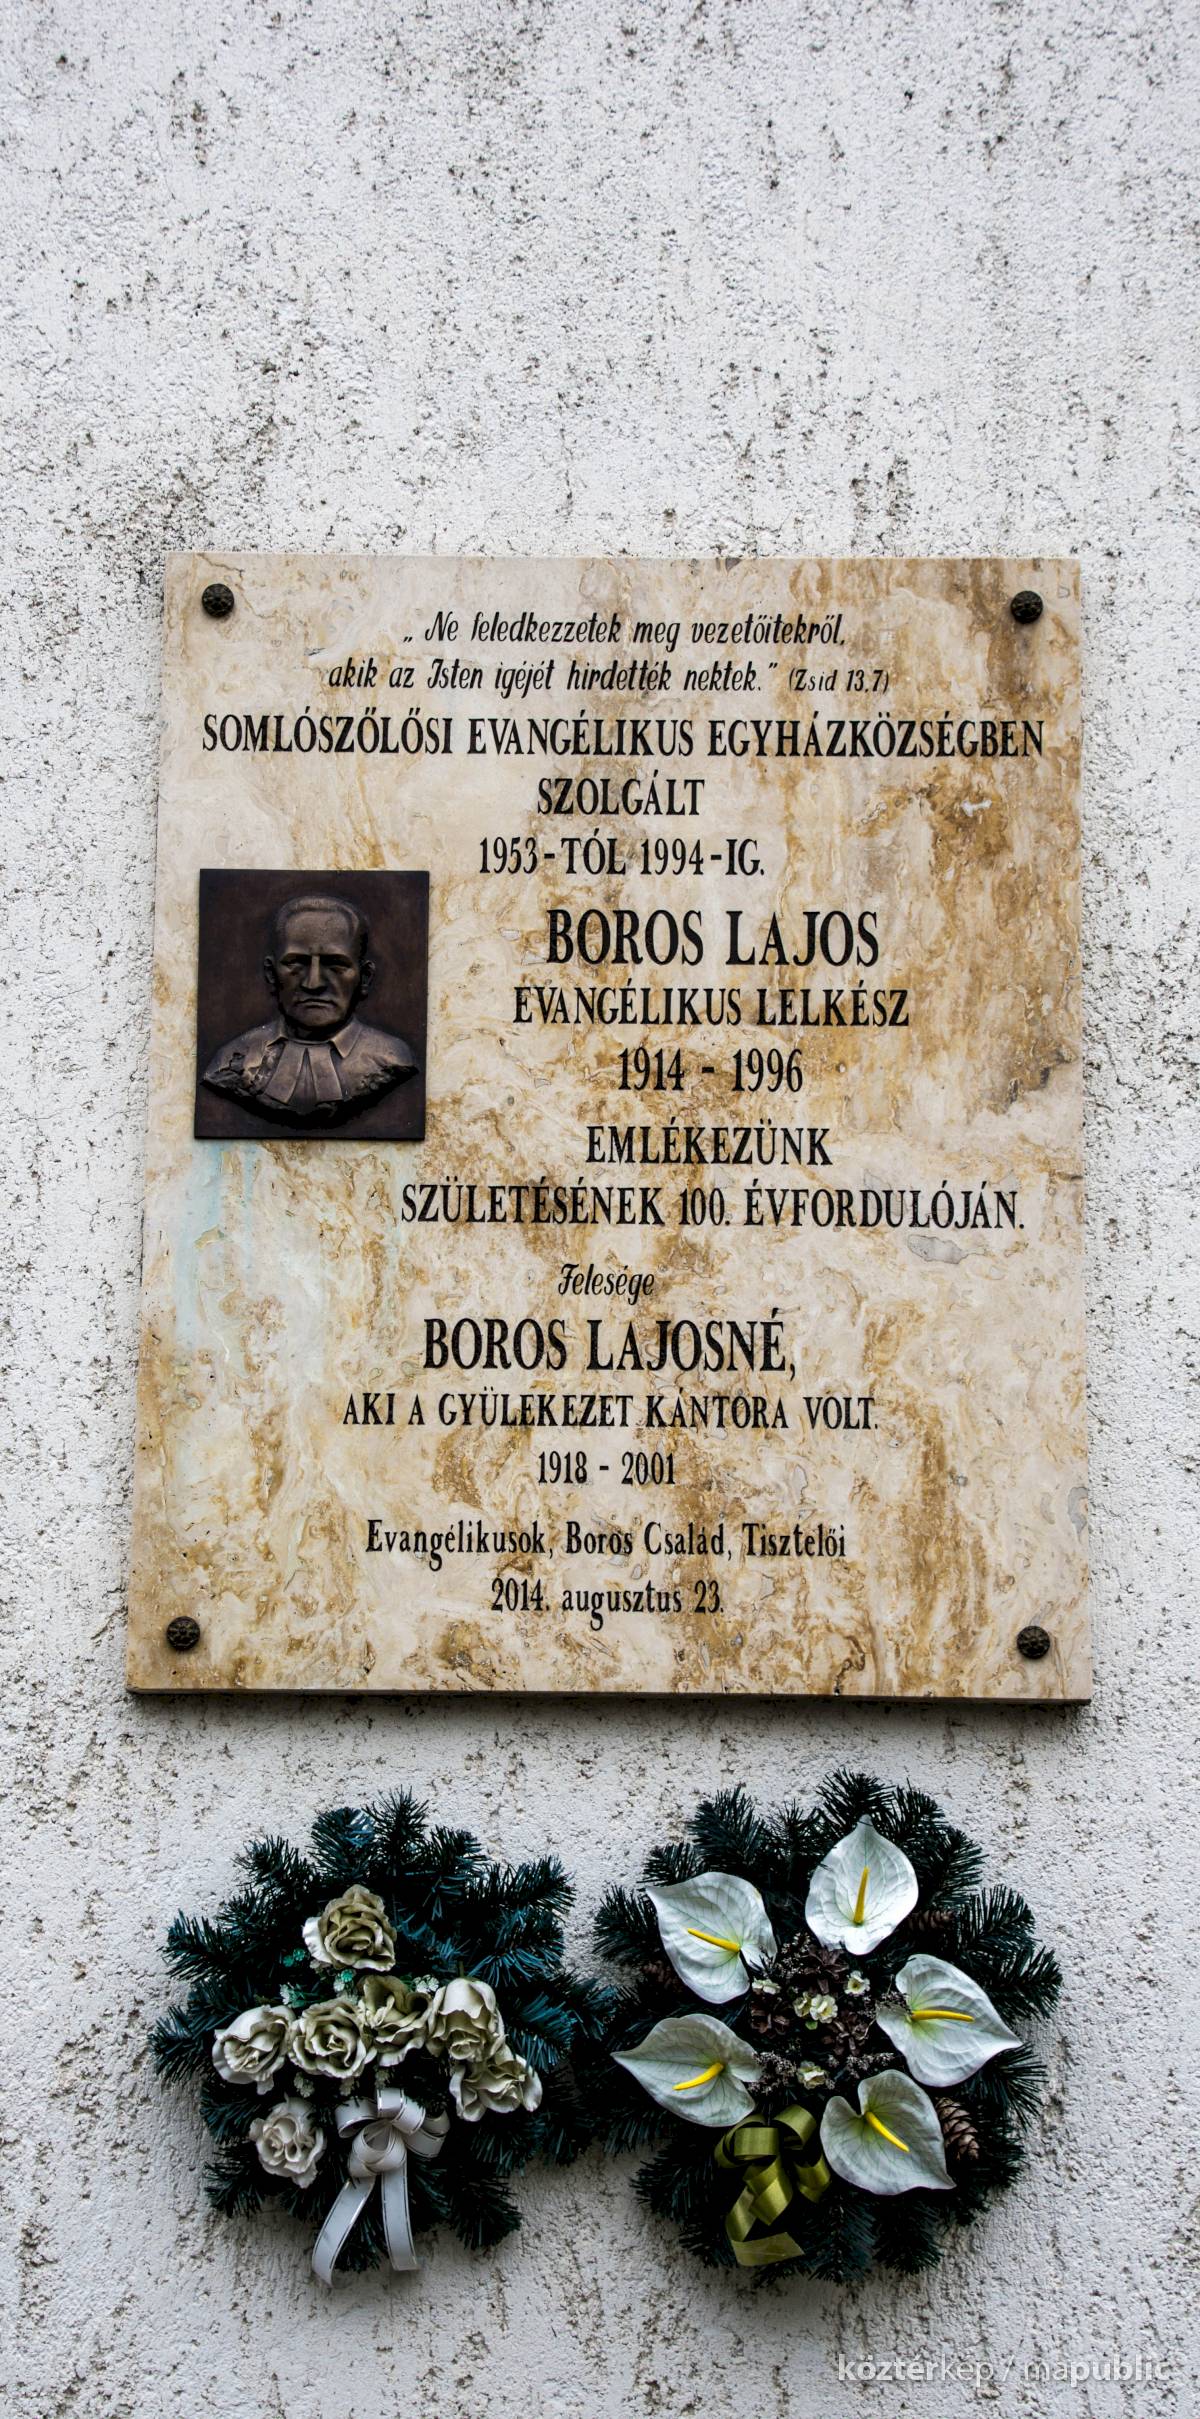 „ Ne feledkezzetek meg vezetőitekről,
akik az Isten igéjét hirdették nektek." (Zsid 13,7)
SOMLÓSZŐLŐSI EVANGÉLIKUS EGYHÁZKÖZSÉGBEN
SZOLGÁLT
1953-TÓL 1994-IG.
BOROS LAJOS
EVANGÉLIKUS LELKÉSZ
1914 - 1996
EMLÉKEZÜNK
SZÜLETÉSÉNEK 100. ÉVFORDULÓJÁN.
Felesége
BOROS LAJOSNÉ,
AKI A GYÜLEKEZET KÁNTORA VOLT.
1918 - 2001
Evangélikusok, Boros Család, Tisztelői
2014. augusztus 23.
köztérkép / mapublic